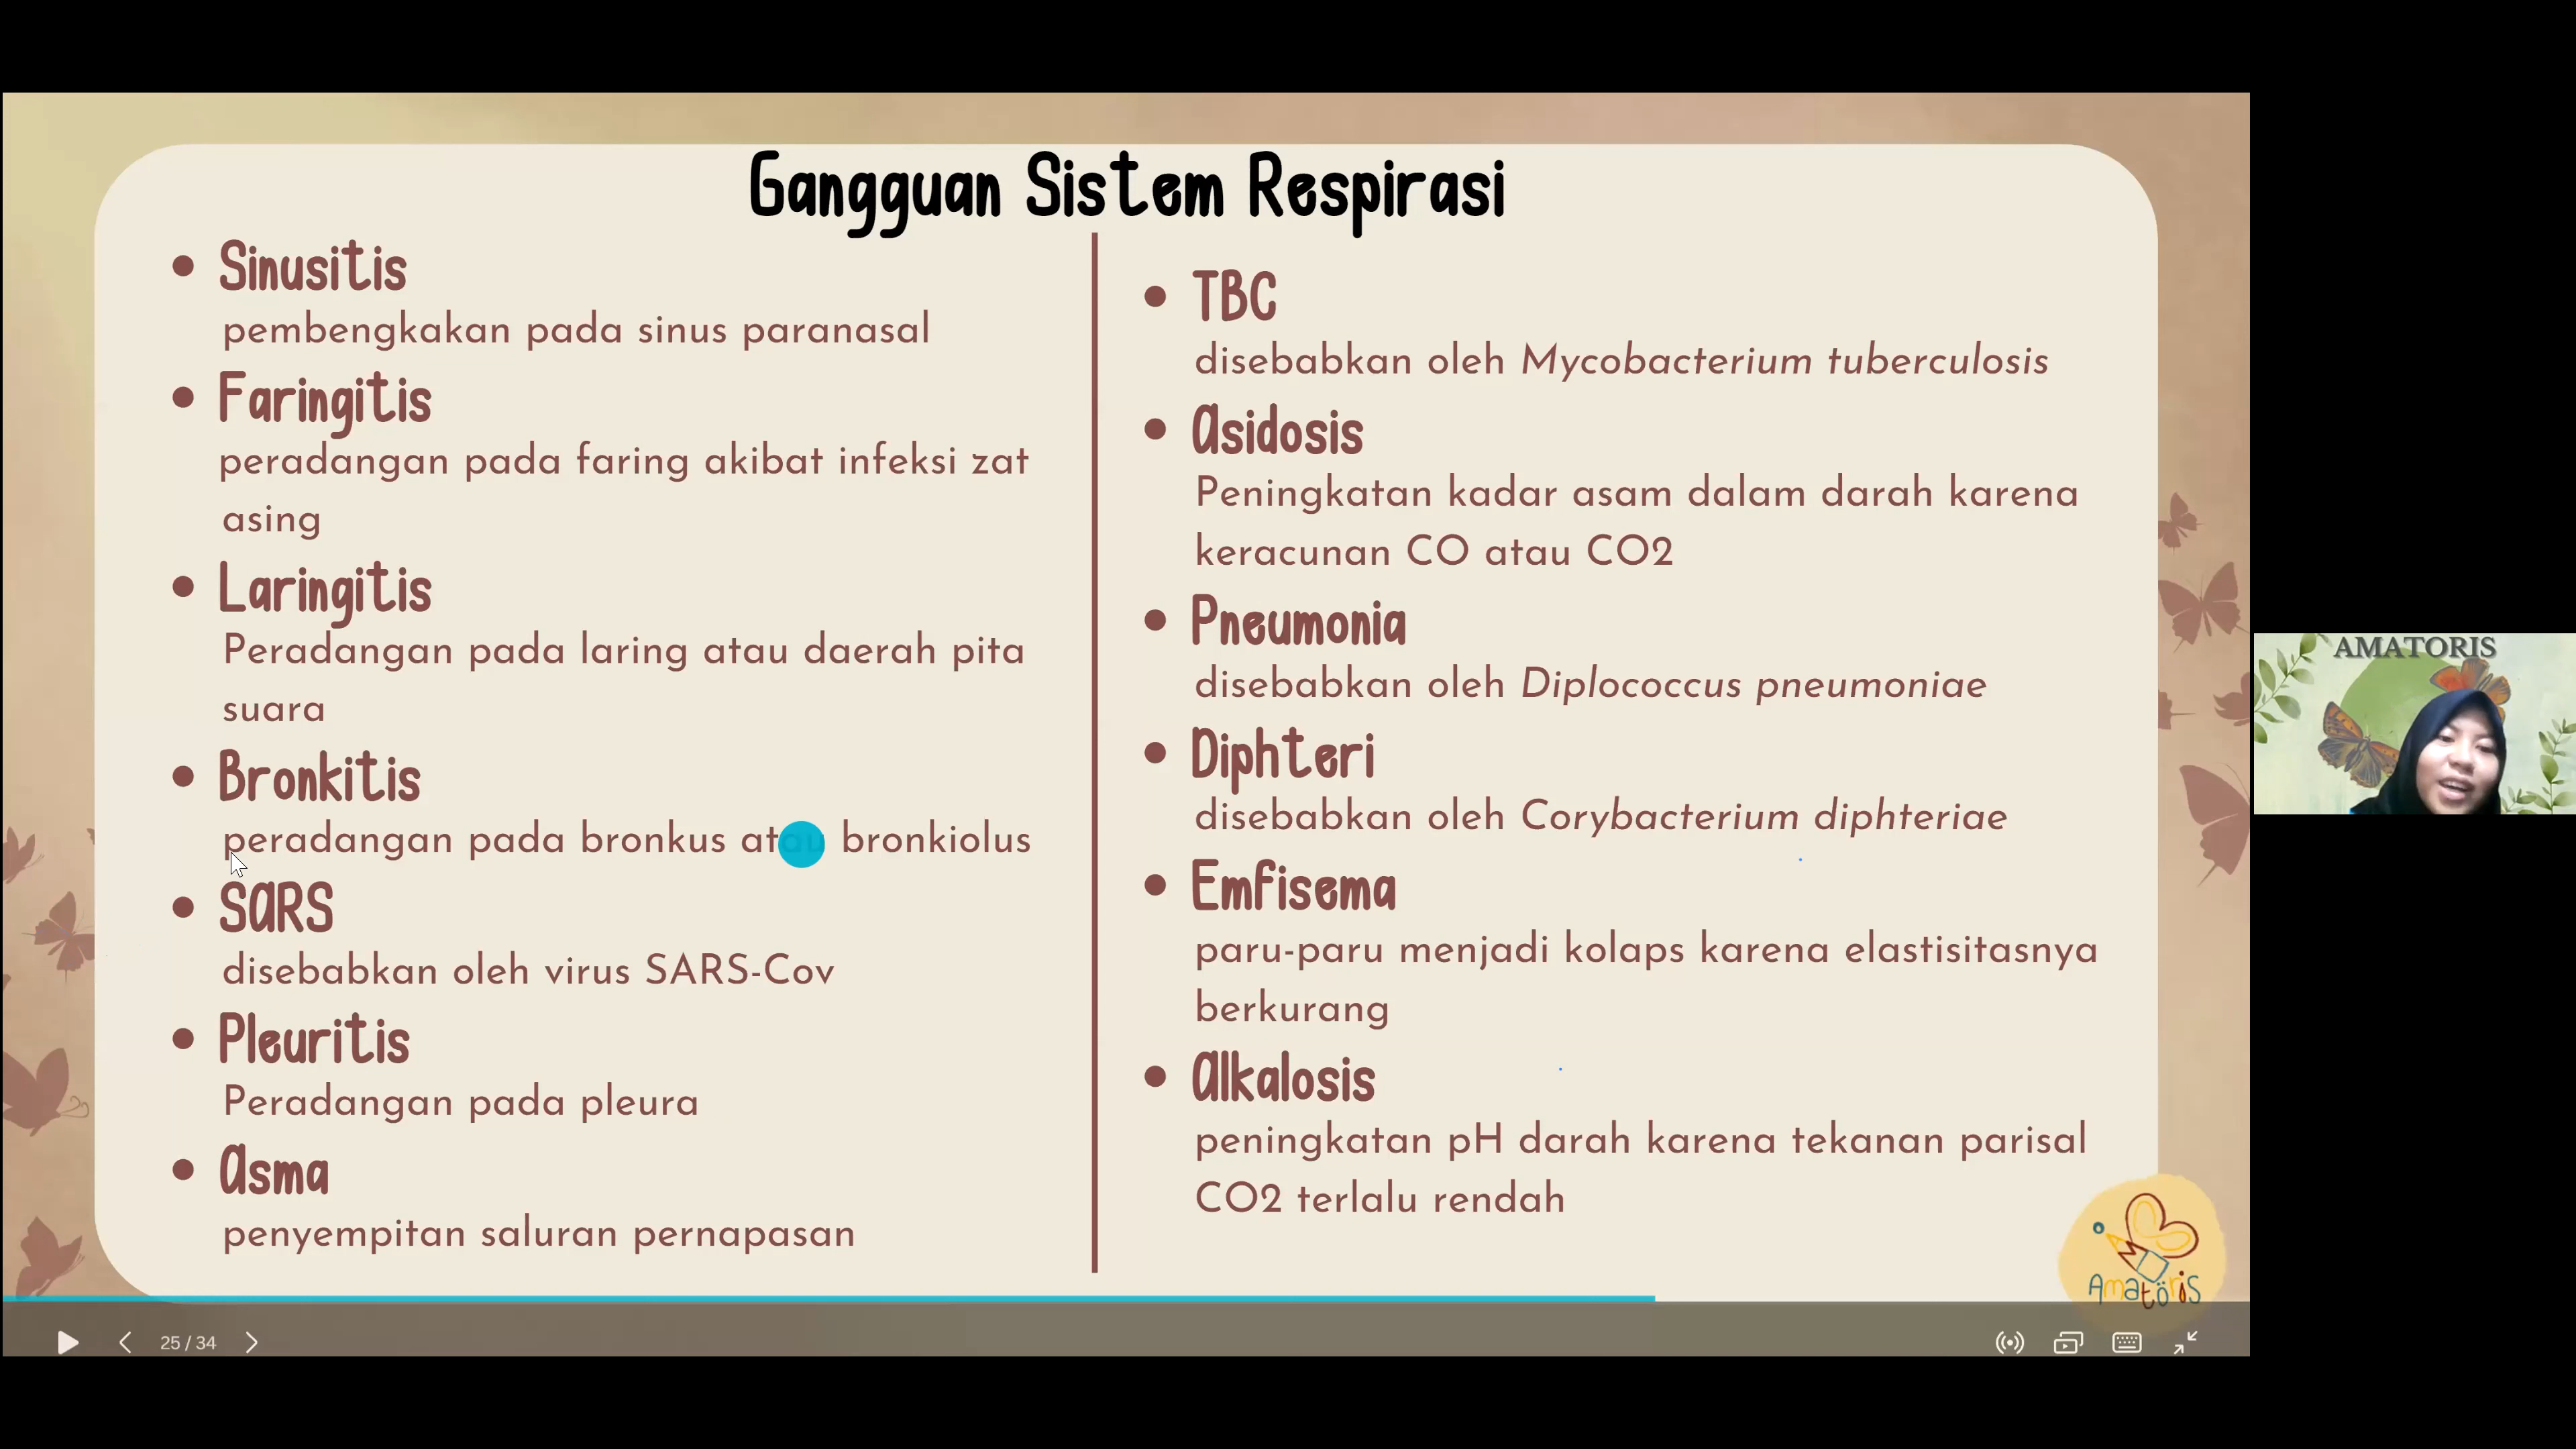 Gangguan Sistem Respirasi
Sinusitis
pembengkakan pada sinus paranasal
Faringitis
peradangan pada faring akibat infeksi zat
asing
Laringitis
Peradangan pada laring atau daerah pita
suara
Bronkitis
peradangan pada bronkus atau bronkiolus
SARS
disebabkan oleh virus SARS-Cov
Pleuritis
Peradangan pada pleura
Asma
penyempitan saluran pernapasan
TBC
disebabkan oleh Mycobacterium tuberculosis
Asidosis
Peningkatan kadar asam dalam darah karena
keracunan CO atau CO2
Pneumonia
disebabkan oleh Diplococcus pneumoniae
Diphteri
disebabkan oleh Corybacterium diphteriae
Emfisema
paru-paru menjadi kolaps karena elastisitasnya
berkurang
Alkalosis
peningkatan pH darah karena tekanan parisal
CO2 terlalu rendah
Amatöris
25 / 34
AMATORIS